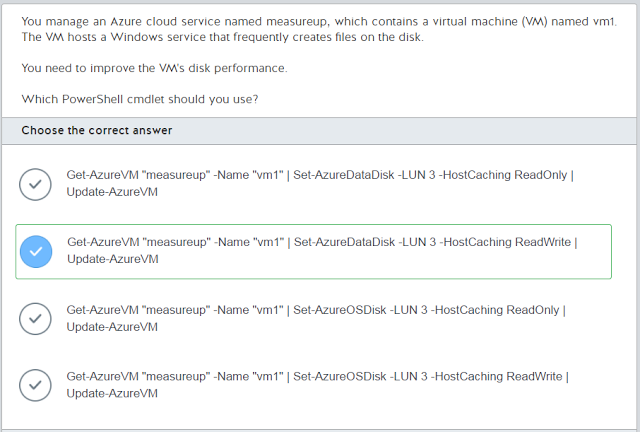 You manage an Azure cloud service named measureup, which contains a virtual machine (VM) named vm1.
The VM hosts a Windows service that frequently creates files on the disk.
You need to improve the VM's disk performance.
Which PowerShell cmdlet should you use?
Choose the correct answer
Get-AzureVM "measureup" -Name "vm1" | Set-AzureDataDisk -LUN 3 -HostCaching ReadOnly |
Update-AzureVM
Get-AzureVM "measureup" -Name "vm1" | Set-AzureDataDisk -LUN 3 -HostCaching ReadWrite |
Update-AzureVM
Get-AzureVM "measureup" -Name "vm1" | Set-AzureOSDisk -LUN 3 -HostCaching ReadOnly |
Update-AzureVM
Get-AzureVM "measureup" -Name "vm1" | Set-AzureOSDisk -LUN 3 -HostCaching ReadWrite |
Update-AzureVM